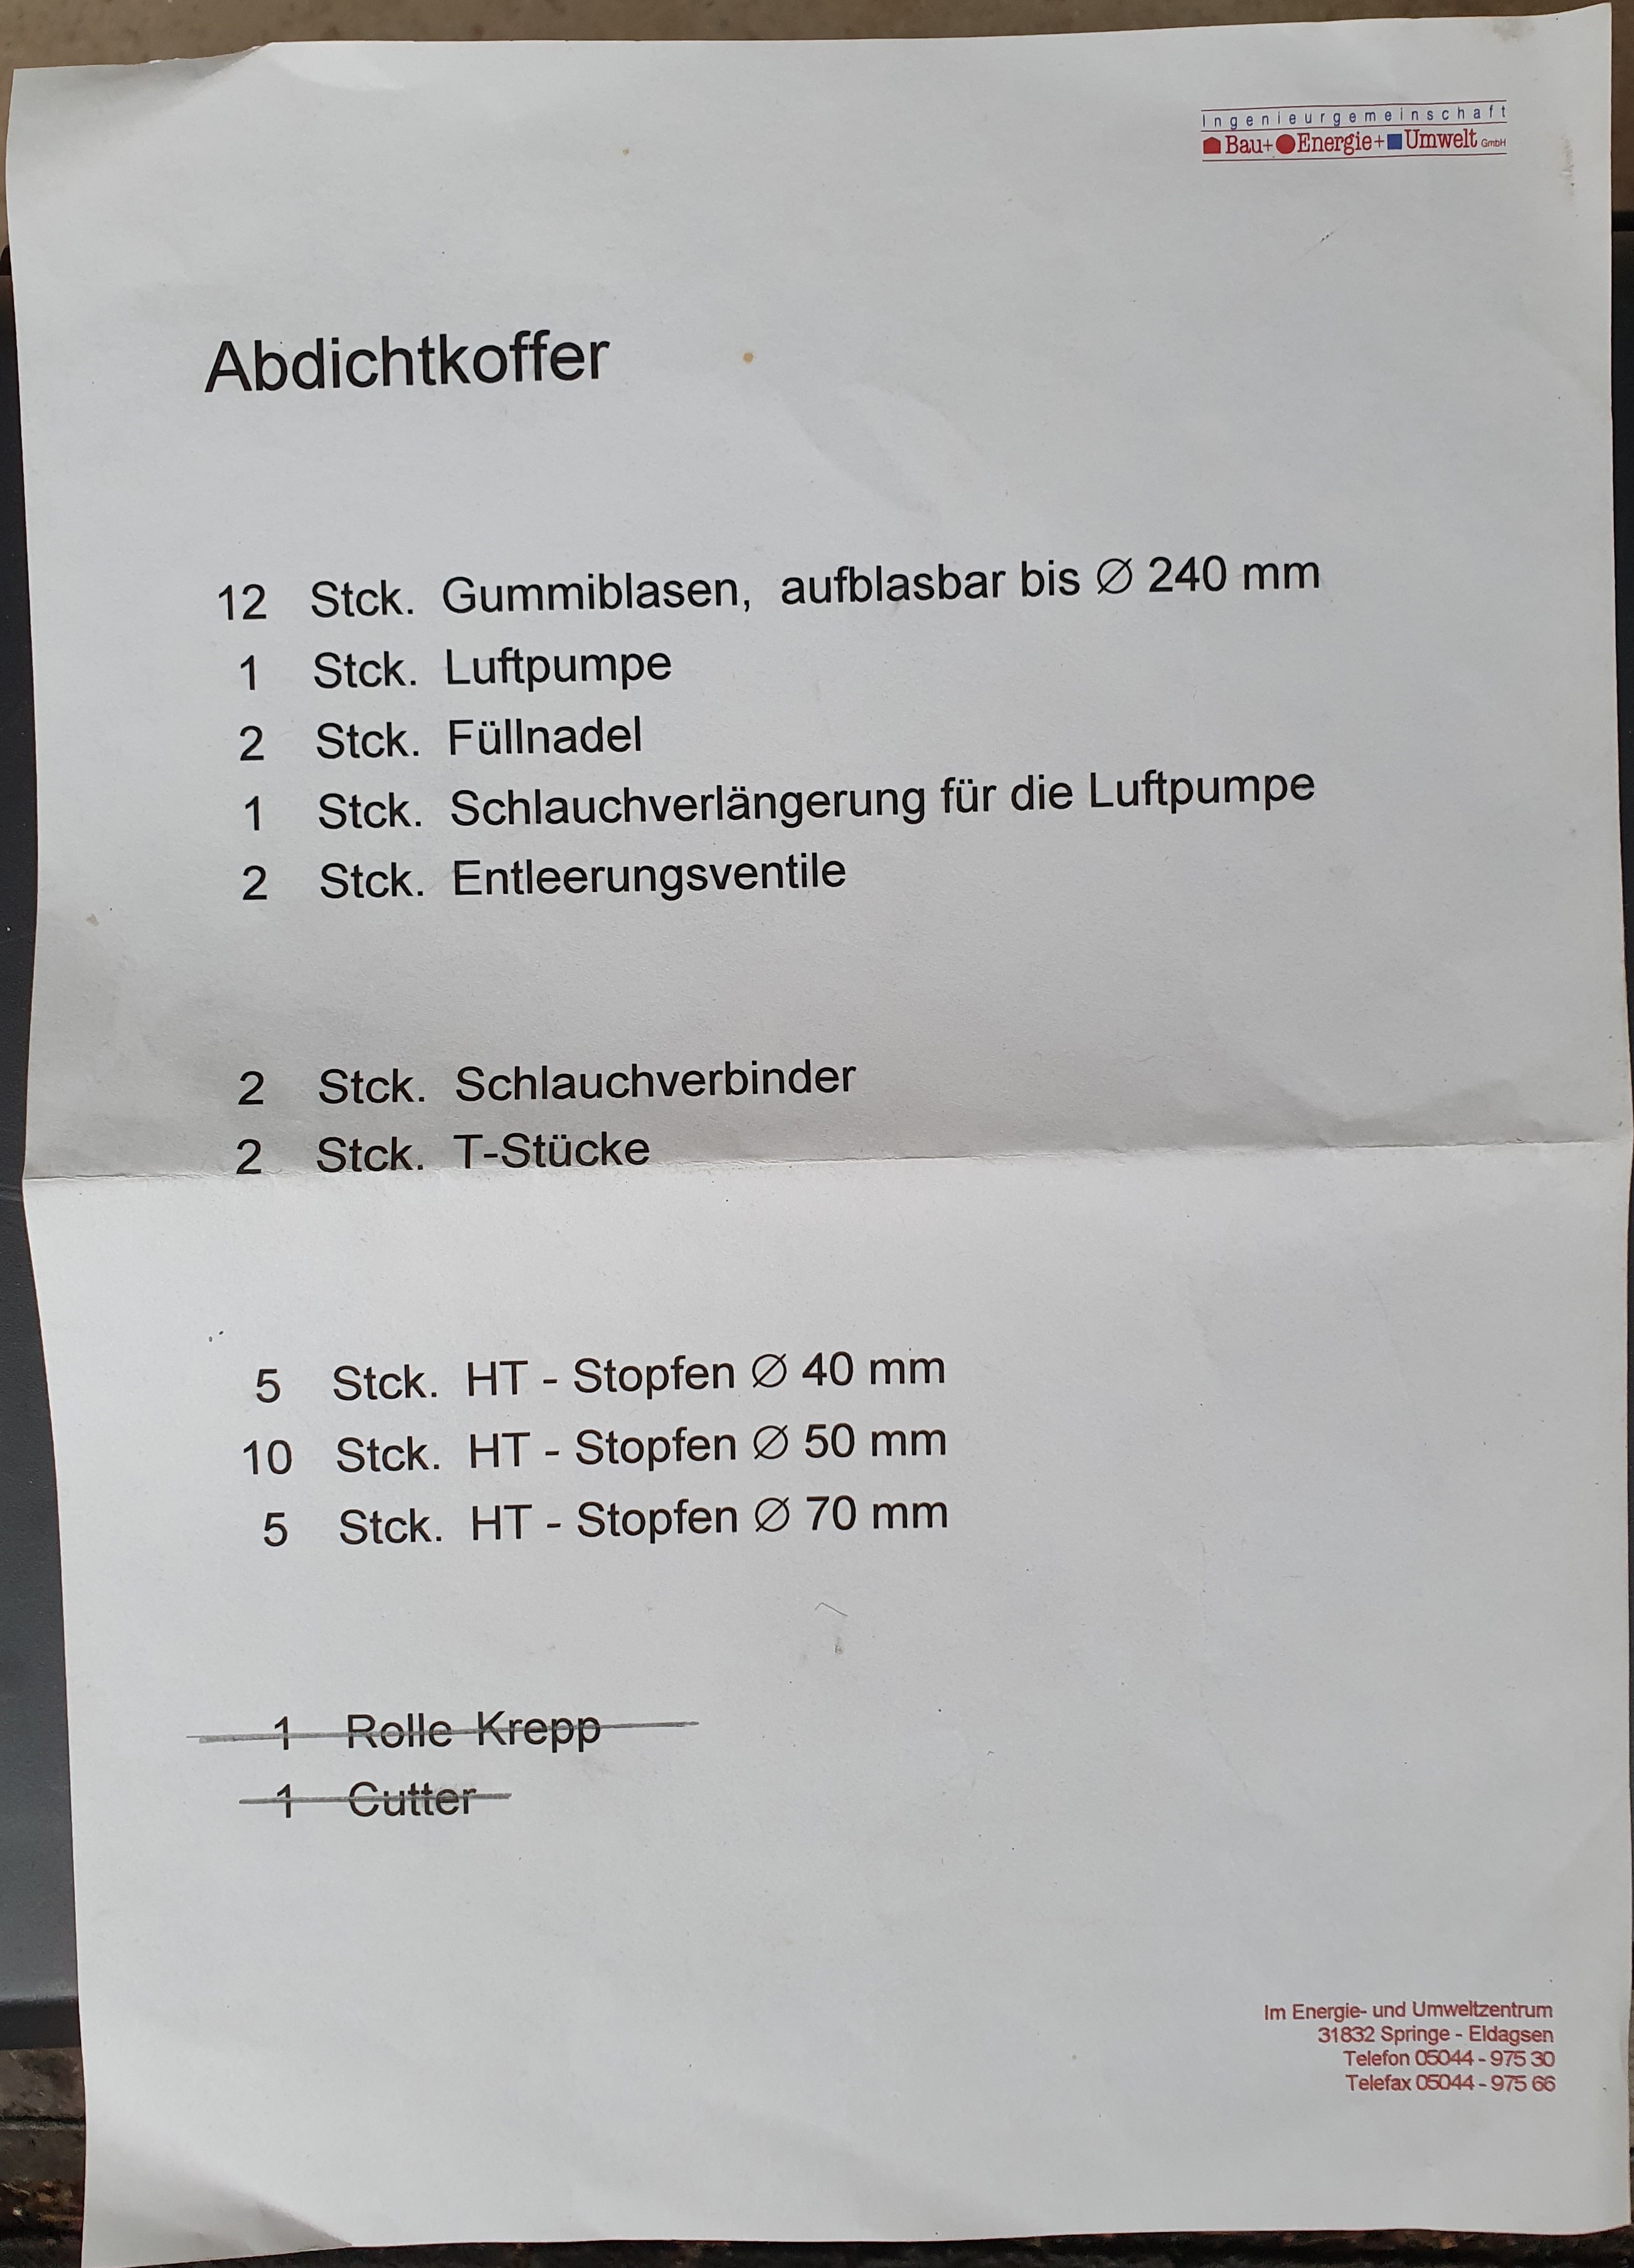 Ingenieurgemeinschaft
Bau+ Energie+ Umwelt GmbH
Abdichtkoffer
12 Stck. Gummiblasen, aufblasbar bis Ø 240 mm
1 Stck. Luftpumpe
2 Stck. Füllnadel
1 Stck. Schlauchverlängerung für die Luftpumpe
2 Stck. Entleerungsventile
2 Stck. Schlauchverbinder
2 Stck. T-Stücke
5 Stck. HT - Stopfen Ø 40 mm
10 Stck. HT - Stopfen Ø 50 mm
5 Stck. HT - Stopfen Ø 70 mm
1 Rolle Krepp
1 Cutter
Im Energie- und Umweltzentrum
31832 Springe - Eldagsen
Telefon 05044 - 975 30
Telefax 05044 - 975 66